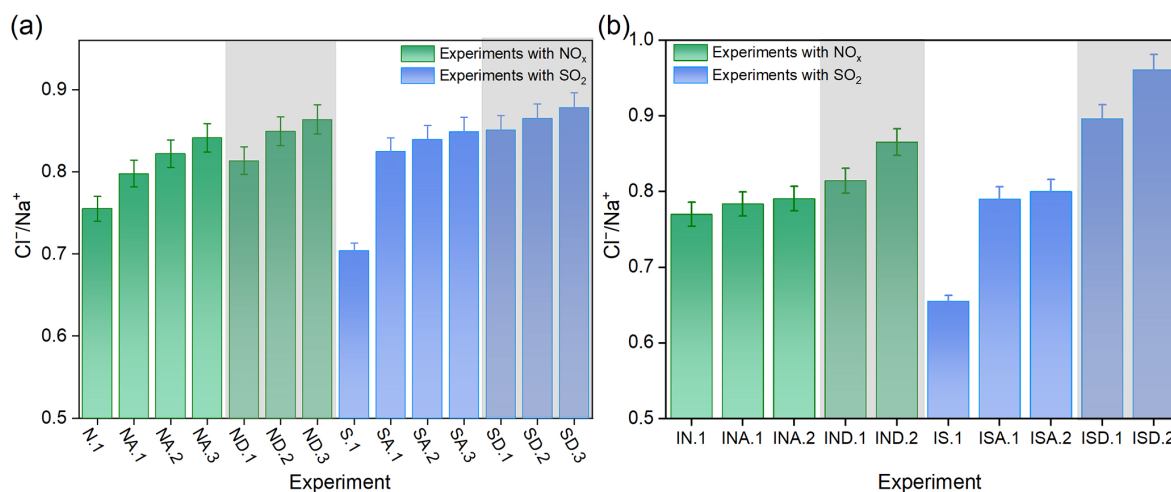 (a)
Experiments with NOₓ
Experiments with SO₂
0.9
0.8
0.7
0.6
0.5
Cl⁻/Na⁺
N.1 NA.1 NA.2 NA.3 ND.1 ND.2 ND.3 S.1 SA.1 SA.2 SA.3 SD.1 SD.2 SD.3
Experiment
(b)
Experiments with NOₓ
Experiments with SO₂
1.0
0.9
0.8
0.7
0.6
0.5
Cl⁻/Na⁺
IN.1 INA.1 INA.2 IND.1 IND.2 IS.1 ISA.1 ISA.2 ISD.1 ISD.2
Experiment